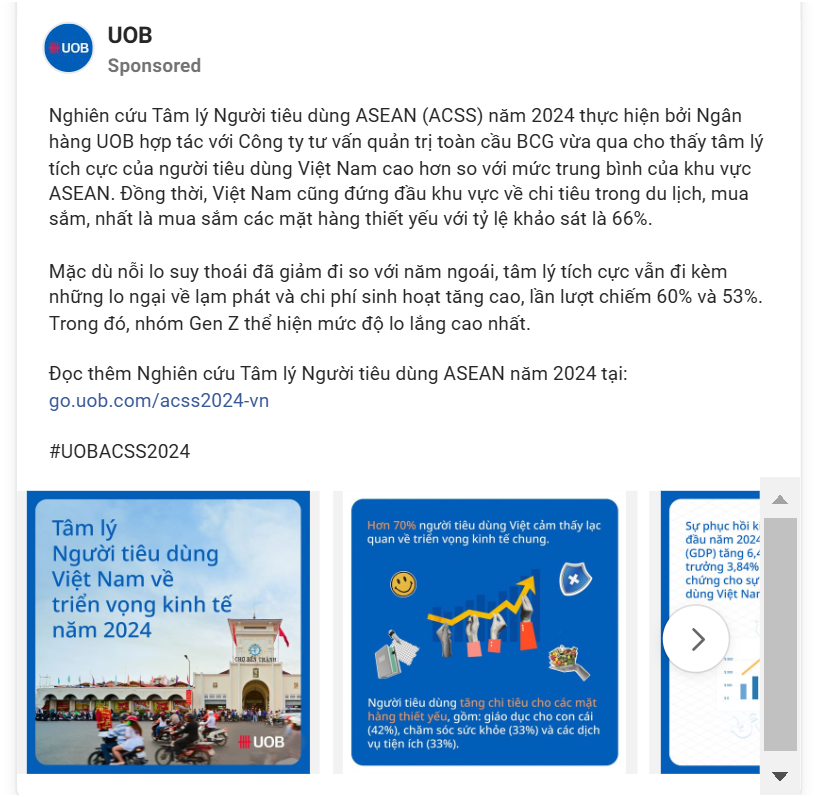 UOB
UOB
Sponsored
Nghiên cứu Tâm lý Người tiêu dùng ASEAN (ACSS) năm 2024 thực hiện bởi Ngân
hàng UOB hợp tác với Công ty tư vấn quản trị toàn cầu BCG vừa qua cho thấy tâm lý
tích cực của người tiêu dùng Việt Nam cao hơn so với mức trung bình của khu vực
ASEAN. Đồng thời, Việt Nam cũng đứng đầu khu vực về chi tiêu trong du lịch, mua
sắm, nhất là mua sắm các mặt hàng thiết yếu với tỷ lệ khảo sát là 66%.
Mặc dù nỗi lo suy thoái đã giảm đi so với năm ngoái, tâm lý tích cực vẫn đi kèm
những lo ngại về lạm phát và chi phí sinh hoạt tăng cao, lần lượt chiếm 60% và 53%.
Trong đó, nhóm Gen Z thể hiện mức độ lo lắng cao nhất.
Đọc thêm Nghiên cứu Tâm lý Người tiêu dùng ASEAN năm 2024 tại:
go.uob.com/acss2024-vn
#UOBACSS2024
Tâm lý
Người tiêu dùng
Việt Nam về
triển vọng kinh tế
năm 2024
CHỢ BẾN THÀNH
UOB
Hơn 70% người tiêu dùng Việt cảm thấy lạc
quan về triển vọng kinh tế chung.
Người tiêu dùng tăng chi tiêu cho các mặt
hàng thiết yếu, gồm: giáo dục cho con cái
(42%), chăm sóc sức khỏe (33%) và các dịch
vụ tiện ích (33%).
Sự phục hồi k
đầu năm 2024
(GDP) tăng 6,4
trưởng 3,84%
chứng cho sự
dùng Việt Nar